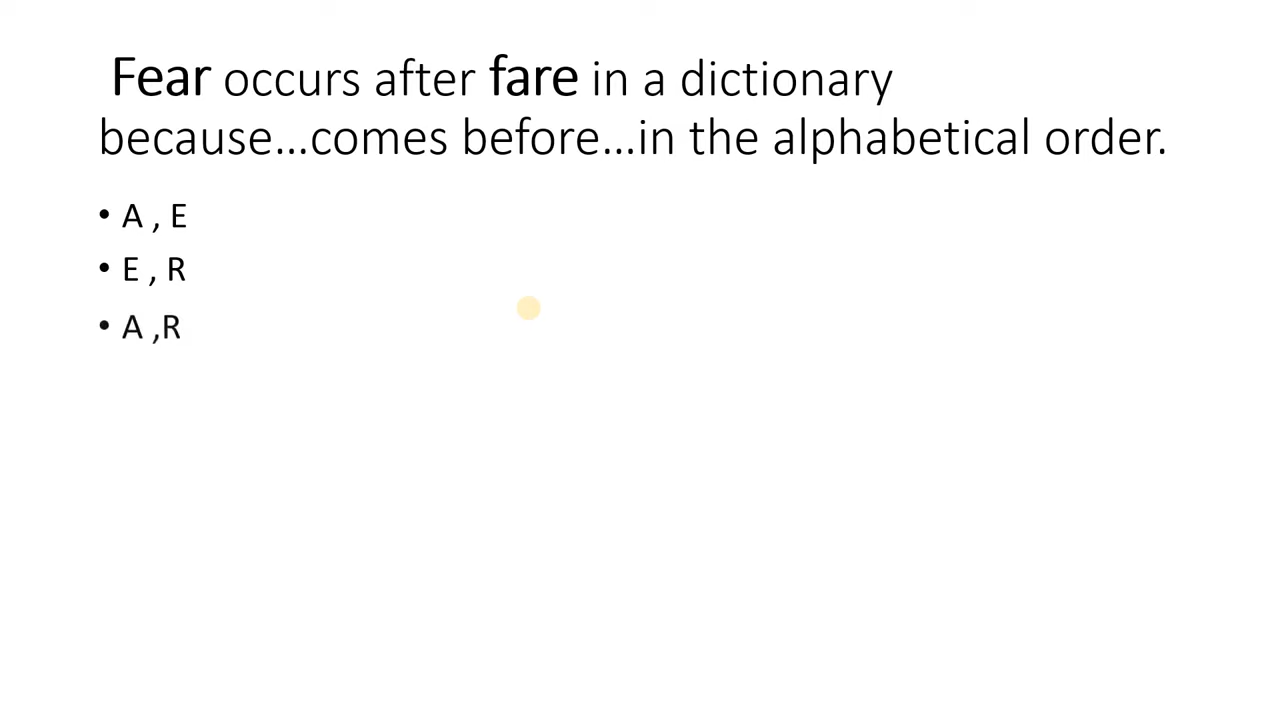 Fear occurs after fare in a dictionary
because...comes before...in the alphabetical order.
• A , E
• E , R
• A ,R